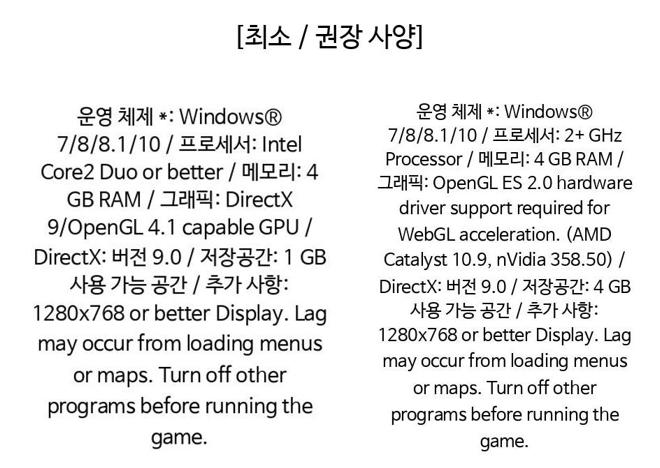 [최소 / 권장 사양]
운영 체제 *: Windows®
7/8/8.1/10 / 프로세서: Intel
Core2 Duo or better / 메모리: 4
GB RAM / 그래픽: DirectX
9/OpenGL 4.1 capable GPU /
DirectX: 버전 9.0 / 저장공간: 1 GB
사용 가능 공간 / 추가 사항:
1280x768 or better Display. Lag
may occur from loading menus
or maps. Turn off other
programs before running the
game.
운영 체제 *: Windows®
7/8/8.1/10 / 프로세서: 2+ GHz
Processor / 메모리: 4 GB RAM /
그래픽: OpenGL ES 2.0 hardware
driver support required for
WebGL acceleration. (AMD
Catalyst 10.9, nVidia 358.50) /
DirectX: 버전 9.0 / 저장공간: 4 GB
사용 가능 공간 / 추가 사항:
1280x768 or better Display. Lag
may occur from loading menus
or maps. Turn off other
programs before running the
game.